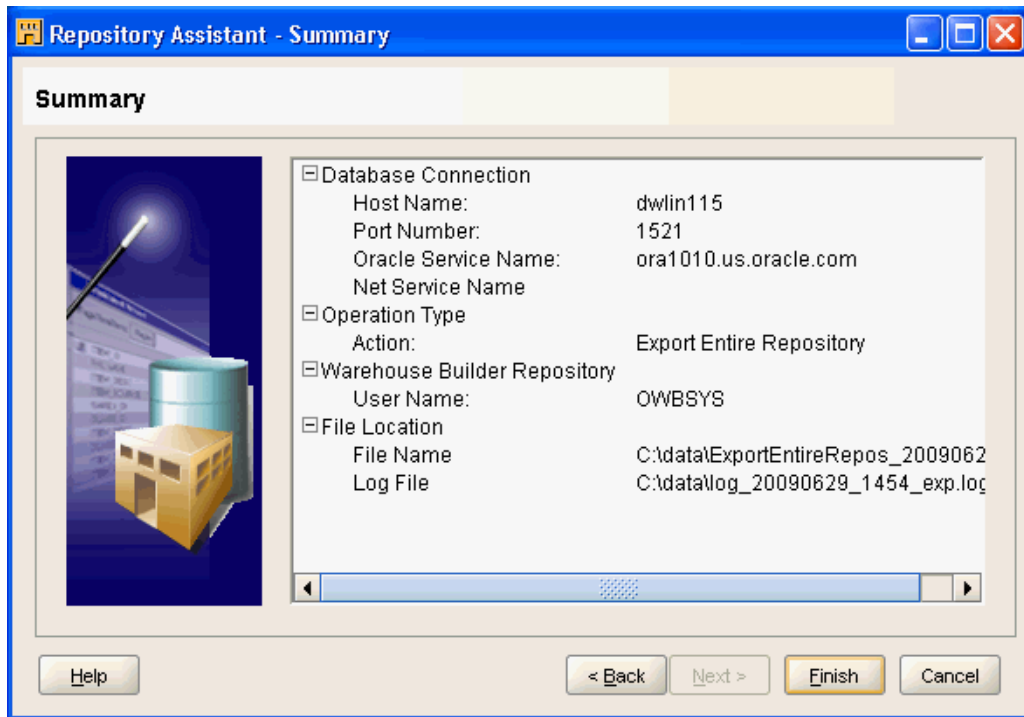 Repository Assistant - Summary
Summary
Database Connection
Host Name: dwlin115
Port Number: 1521
Oracle Service Name: ora1010.us.oracle.com
Net Service Name
Operation Type
Action: Export Entire Repository
Warehouse Builder Repository
User Name: OWBSYS
File Location
File Name C:\data\ExportEntireRepos_2009062
Log File C:\data\log_20090629_1454_exp.log
Help
< Back
Next >
Finish
Cancel